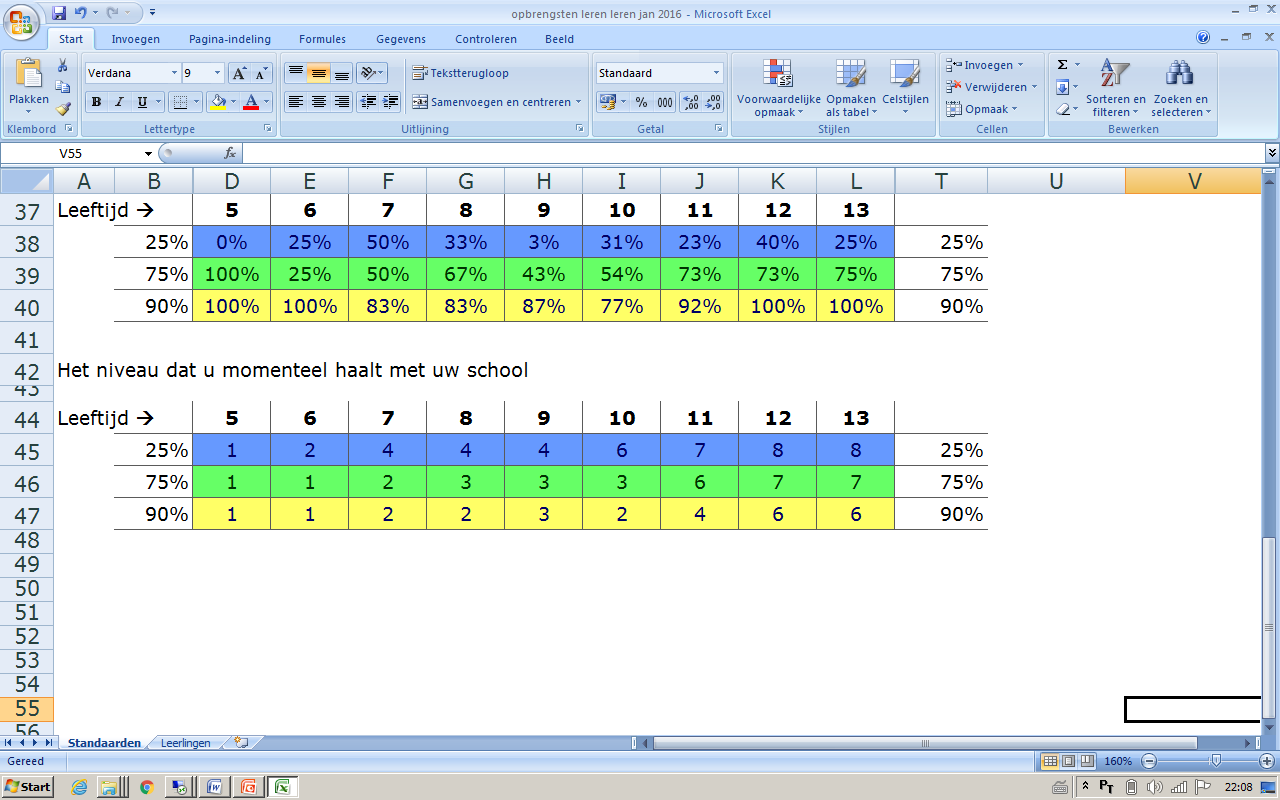 opbrengsten leren leren jan 2016 - Microsoft Excel
Start Invoegen Pagina-indeling Formules Gegevens Controleren Beeld
Plakken
Klembord
Verdana 9
B I U
Lettertype
Tekstterugloop
Samenvoegen en centreren
Uitlijning
Standaard
% 000
Getal
Voorwaardelijke opmaak
Opmaken als tabel
Celstijlen
Stijlen
Invoegen
Verwijderen
Opmaak
Cellen
Σ
Sorteren en filteren
Zoeken en selecteren
Bewerken
V55 fx
A B D E F G H I J K L T U V
37 Leeftijd → 5 6 7 8 9 10 11 12 13
38 25% 0% 25% 50% 33% 3% 31% 23% 40% 25% 25%
39 75% 100% 25% 50% 67% 43% 54% 73% 73% 75% 75%
40 90% 100% 100% 83% 83% 87% 77% 92% 100% 100% 90%
41
42 Het niveau dat u momenteel haalt met uw school
43
44 Leeftijd → 5 6 7 8 9 10 11 12 13
45 25% 1 2 4 4 4 6 7 8 8 25%
46 75% 1 1 2 3 3 3 6 7 7 75%
47 90% 1 1 2 2 3 2 4 6 6 90%
48
49
50
51
52
53
54
55
56
Standaarden Leerlingen
Gereed 160%
Start 22:08